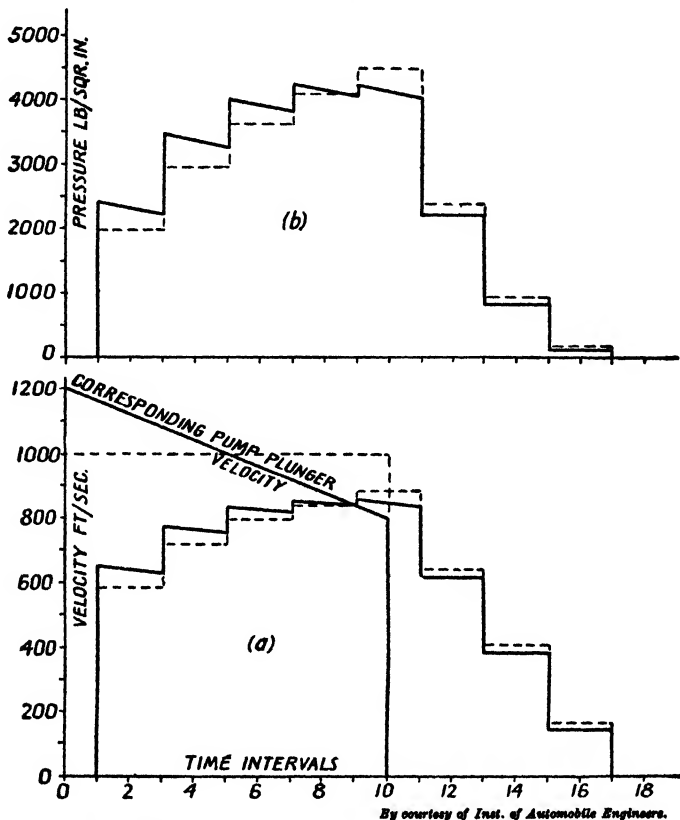 5000
4000
3000
2000
1000
0
PRESSURE LB/SQR.IN.
(b)
1200
1000
800
600
400
200
0
VELOCITY FT/SEC.
CORRESPONDING PUMP PLUNGER
VELOCITY
(a)
TIME INTERVALS
0 2 4 6 8 10 12 14 16 18
By courtesy of Inst. of Automobile Engineers.